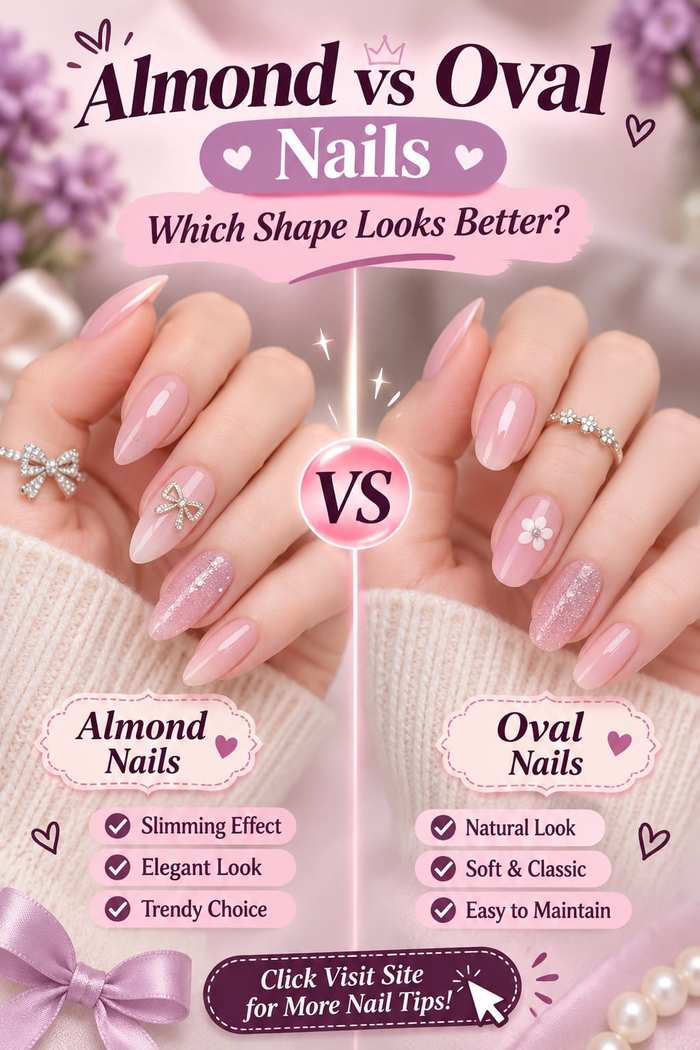 Almond vs Oval
Nails
Which Shape Looks Better?
VS
Almond
Nails
Slimming Effect
Elegant Look
Trendy Choice
Oval
Nails
Natural Look
Soft & Classic
Easy to Maintain
Click Visit Site
for More Nail Tips!